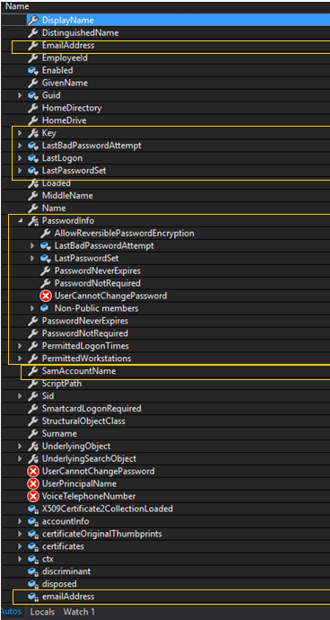 Name
DisplayName
DistinguishedName
EmailAddress
EmployeeId
Enabled
GivenName
Guid
HomeDirectory
HomeDrive
Key
LastBadPasswordAttempt
LastLogon
LastPasswordSet
Loaded
MiddleName
Name
PasswordInfo
AllowReversiblePasswordEncryption
LastBadPasswordAttempt
LastPasswordSet
PasswordNeverExpires
PasswordNotRequired
UserCannotChangePassword
Non-Public members
PasswordNeverExpires
PasswordNotRequired
PermittedLogonTimes
PermittedWorkstations
SamAccountName
ScriptPath
Sid
SmartcardLogonRequired
StructuralObjectClass
Surname
UnderlyingObject
UnderlyingSearchObject
UserCannotChangePassword
UserPrincipalName
VoiceTelephoneNumber
X509Certificate2CollectionLoaded
accountInfo
certificateOriginalThumbprints
certificates
ctx
discriminant
disposed
emailAddress
Autos Locals Watch 1